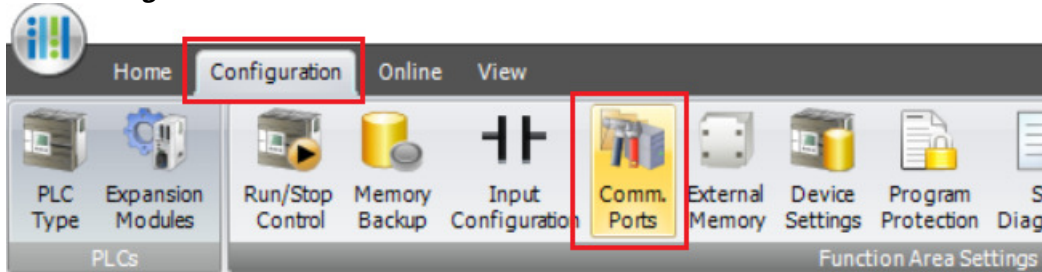 Home Configuration Online View
PLC Type
Expansion Modules
Run/Stop Control
Memory Backup
Input Configuration
Comm. Ports
External Memory
Device Settings
Program Protection
PLCs
Function Area Settings